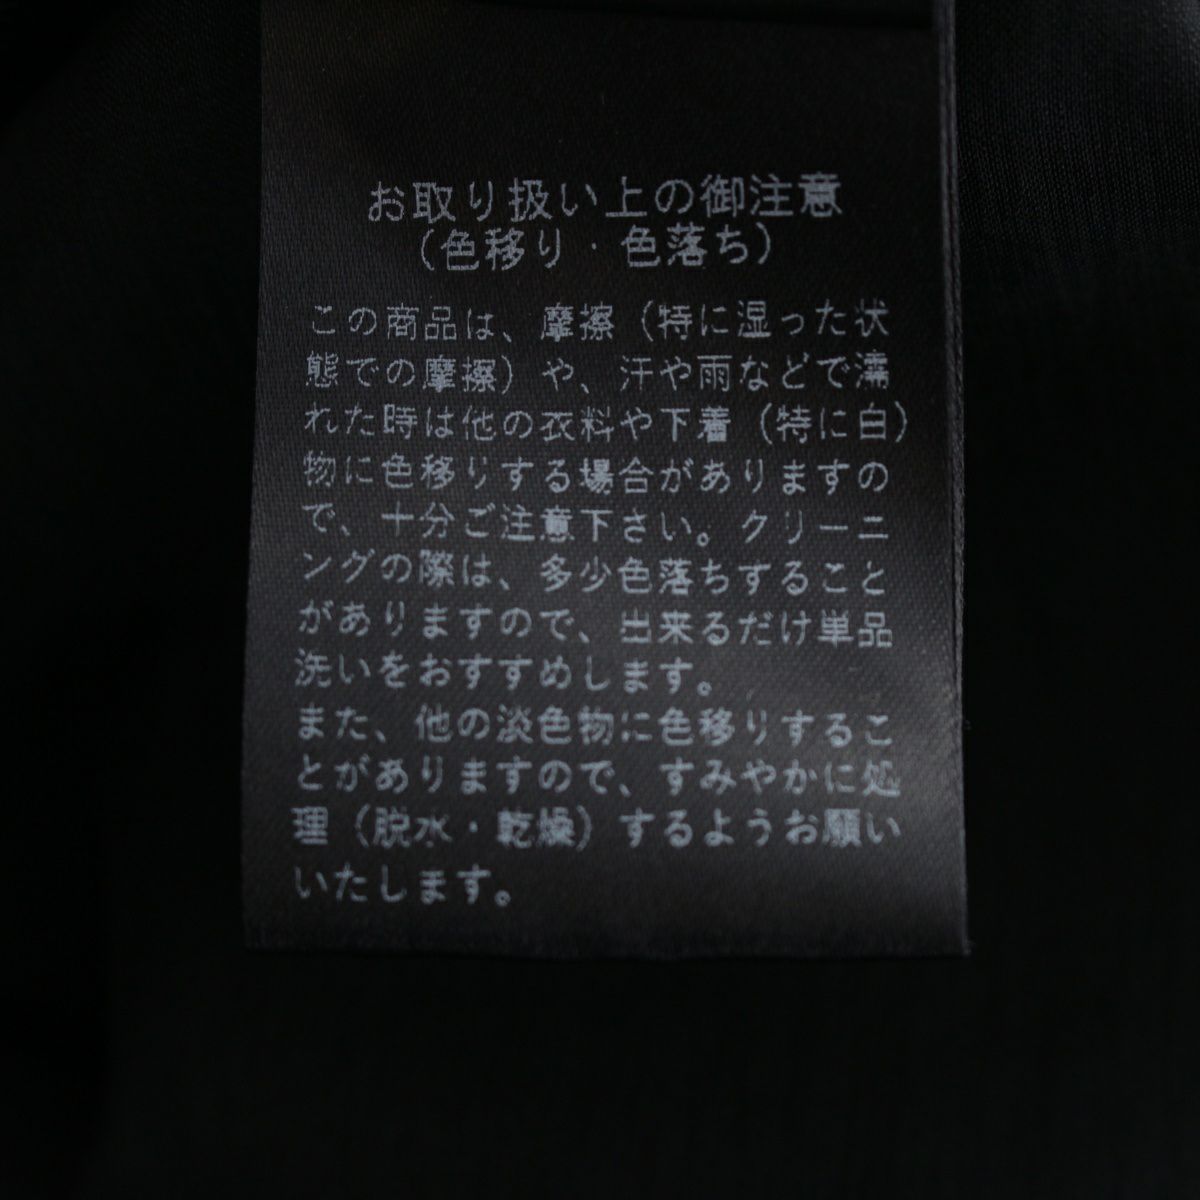 お取り扱い上の御注意
(色移り・色落ち)
この商品は、摩擦(特に湿った状
態での摩擦)や、汗や雨などで濡
れた時は他の衣料や下着(特に白)
物に色移りする場合がありますの
で、十分ご注意下さい。クリーニ
ングの際は、多少色落ちすること
がありますので、出来るだけ単品
洗いをおすすめします。
また、他の淡色物に色移りするこ
とがありますので、すみやかに処
理(脱水・乾燥)するようお願い
いたします。